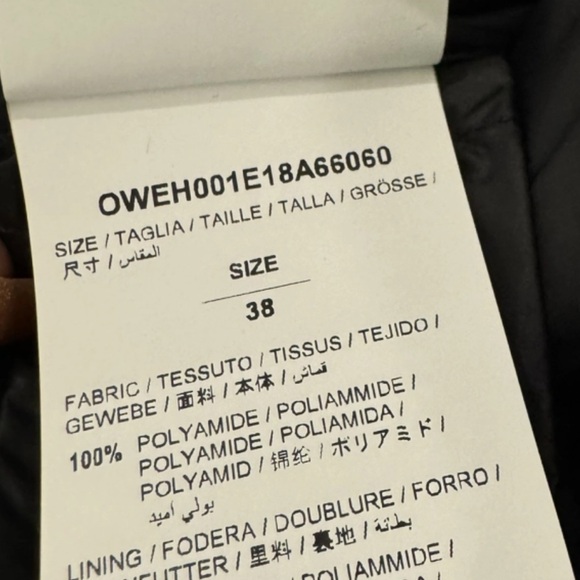 OWEH001E18A66060
SIZE / TAGLIA / TAILLE / TALLA / GRÖSSE /
尺寸 / المقاس
SIZE
38
FABRIC / TESSUTO / TISSUS / TEJIDO /
GEWEBE / 面料 / 本体 / قماش
100% POLYAMIDE / POLIAMMIDE /
POLYAMIDE / POLIAMIDA /
POLYAMID / 锦纶 / ポリアミド /
بولي أميد
LINING / FODERA / DOUBLURE / FORRO /
FUTTER / 里料 / 裏地 / بطانة
POLIAMMIDE /